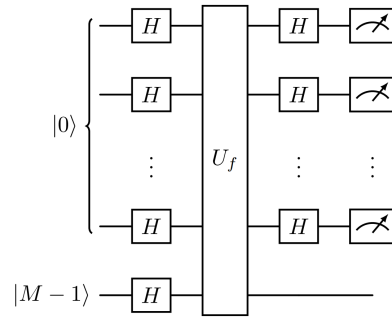 H H
H H
|0⟩
U_f
⋮ ⋮ ⋮
H H
|M − 1⟩ H